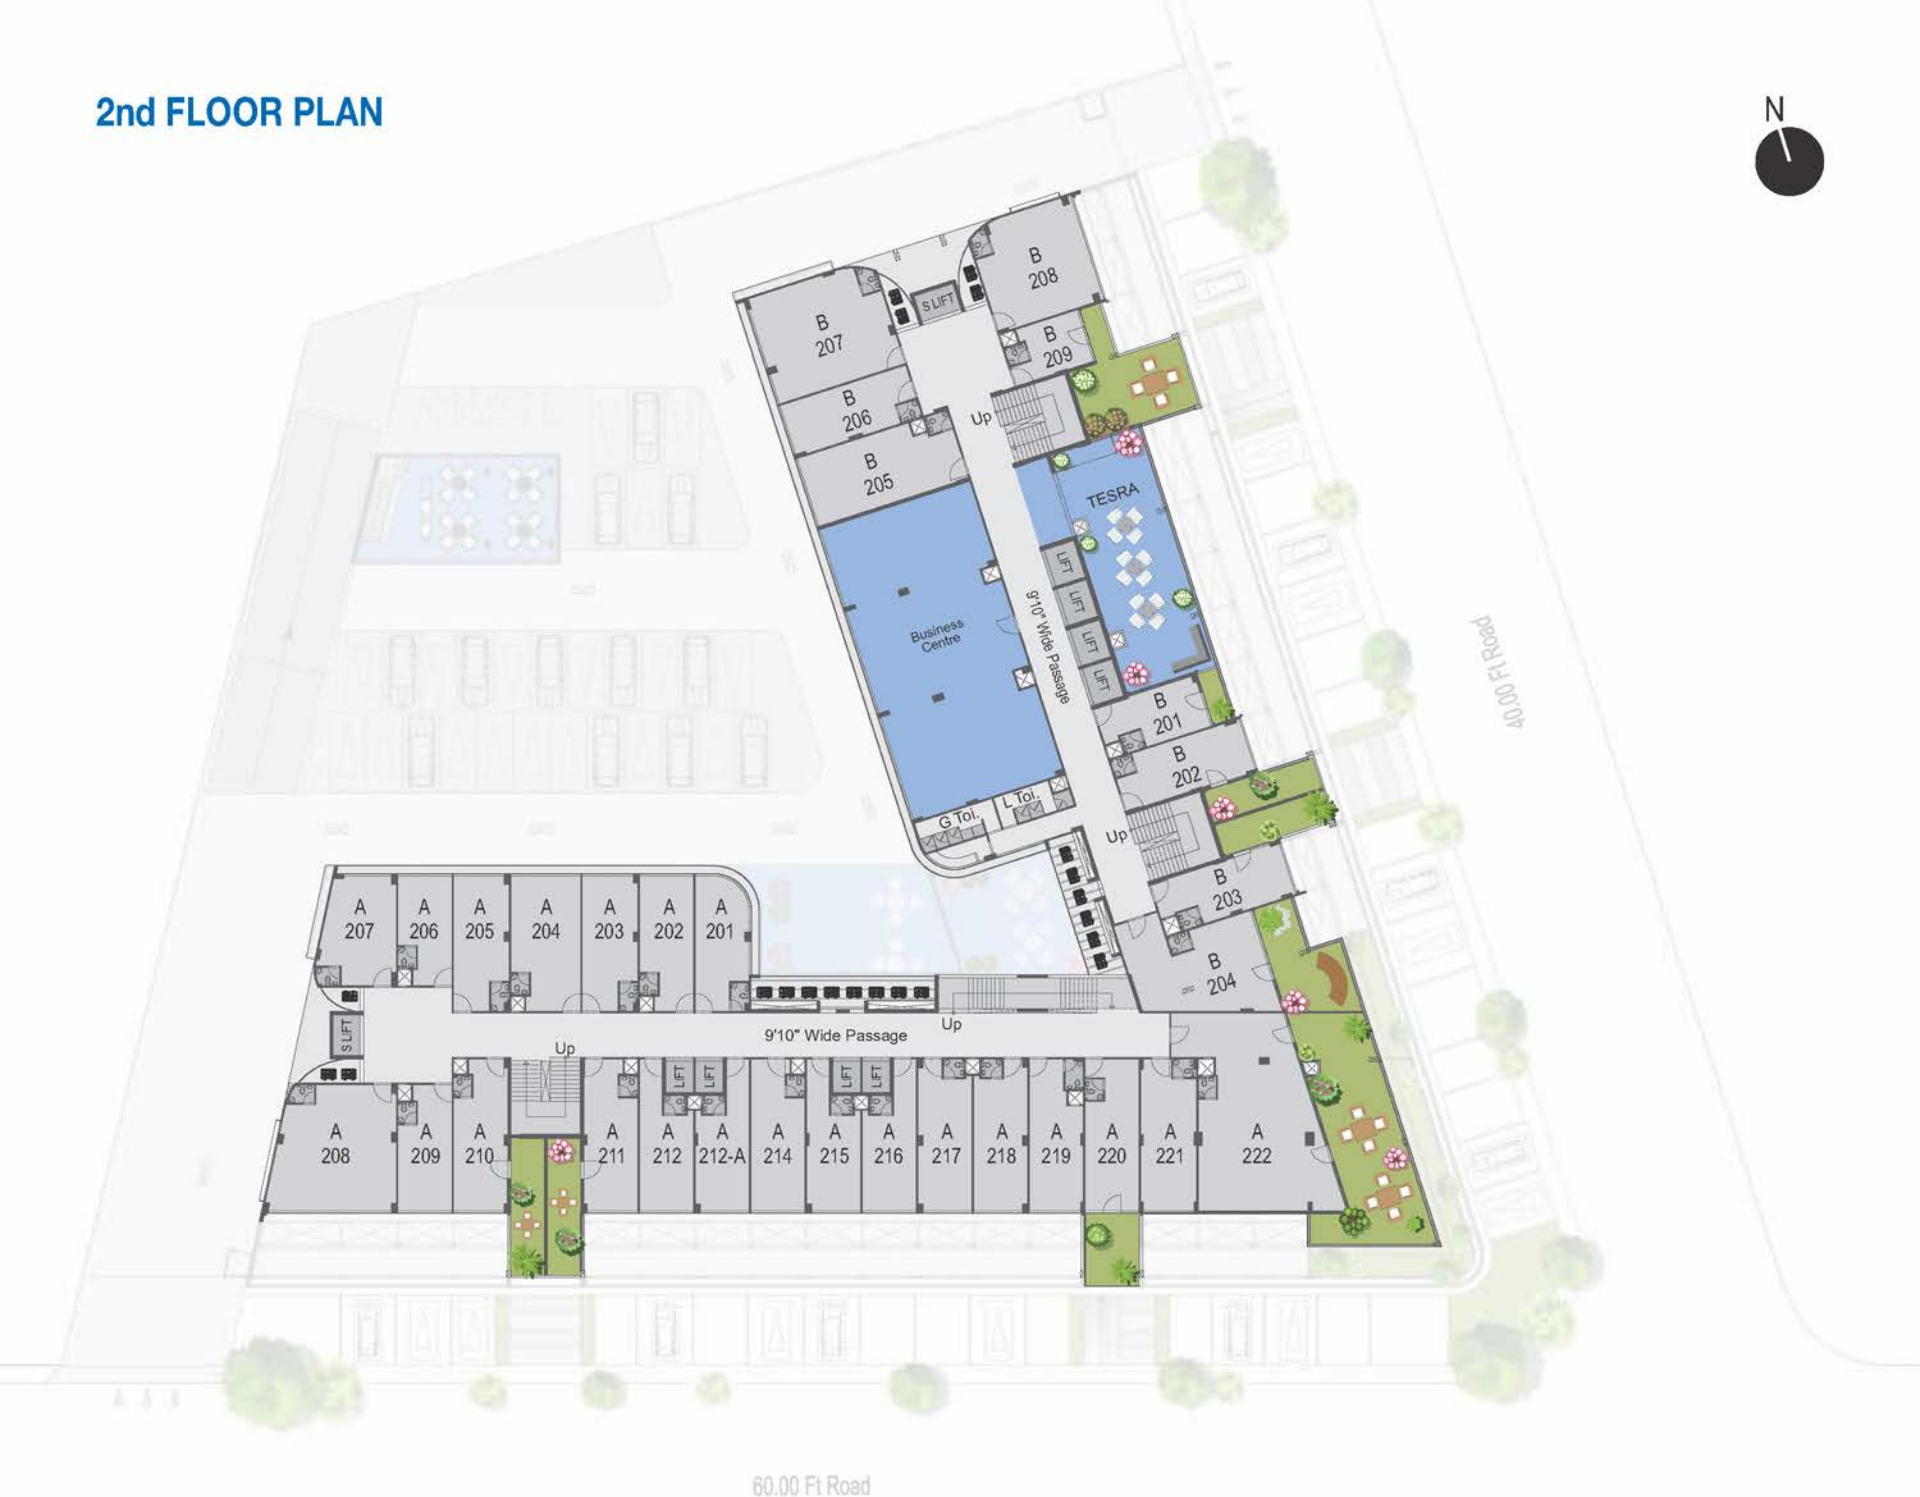 2nd FLOOR PLAN
N
B
208
S LIFT
B
207
B
209
B
206
Up
B
205
TESRA
LIFT
LIFT
LIFT
LIFT
9'10" Wide Passage
Business
Centre
40.00 Ft Road
B
201
B
202
L Toi.
G Toi.
Up
B
203
B
204
A
207
A
206
A
205
A
204
A
203
A
202
A
201
S LIFT
Up
9'10" Wide Passage
Up
LIFT
LIFT
LIFT
LIFT
A
208
A
209
A
210
A
211
A
212
A
212-A
A
214
A
215
A
216
A
217
A
218
A
219
A
220
A
221
A
222
60.00 Ft Road